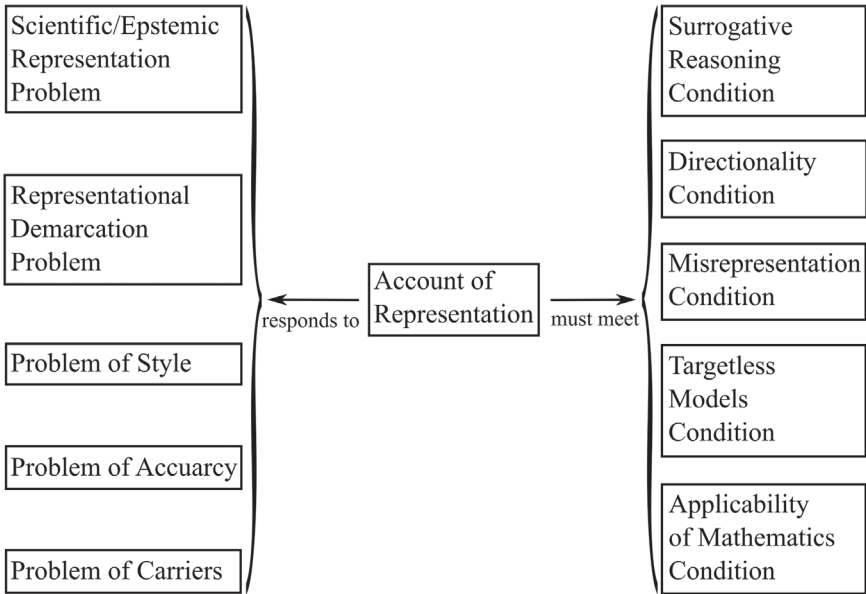 Scientific/Epstemic
Representation
Problem
Representational
Demarcation
Problem
Problem of Style
Problem of Accuarcy
Problem of Carriers
responds to
Account of
Representation
must meet
Surrogative
Reasoning
Condition
Directionality
Condition
Misrepresentation
Condition
Targetless
Models
Condition
Applicability
of Mathematics
Condition